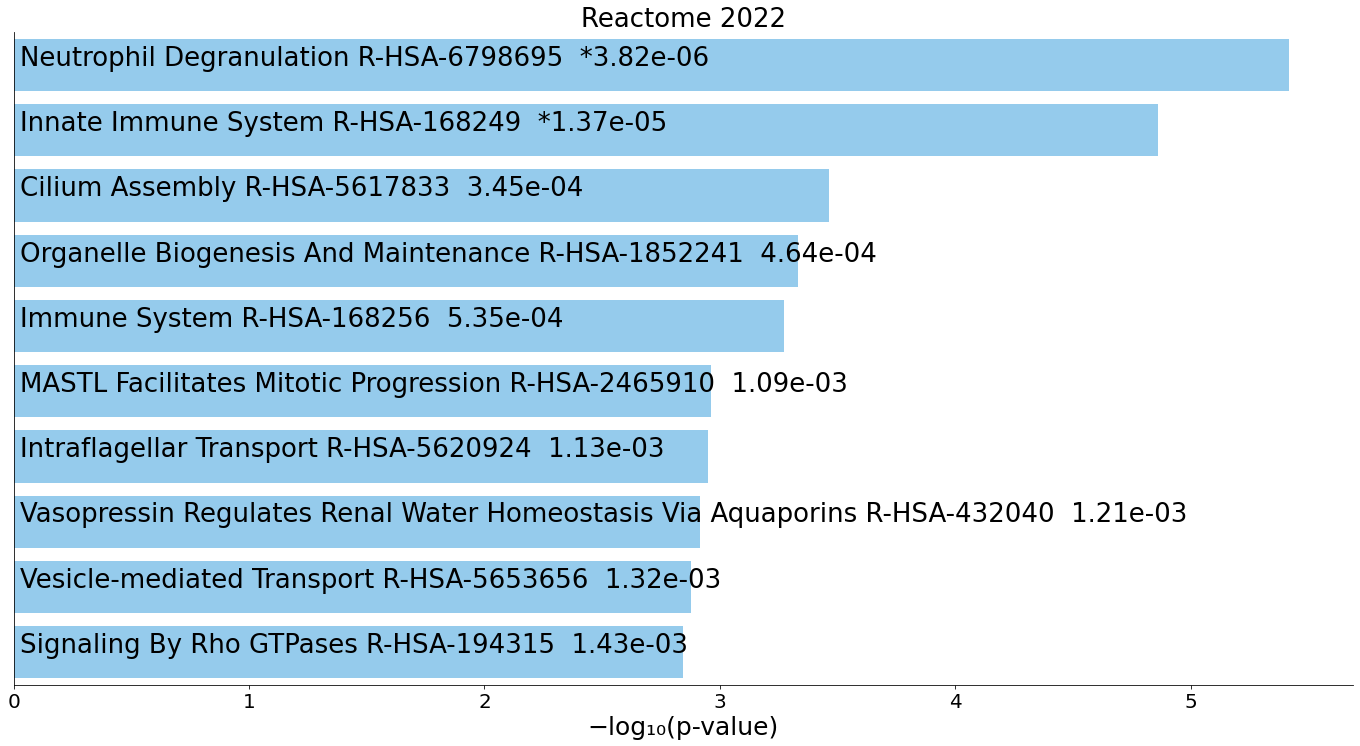 Reactome 2022
Neutrophil Degranulation R-HSA-6798695  *3.82e-06
Innate Immune System R-HSA-168249  *1.37e-05
Cilium Assembly R-HSA-5617833  3.45e-04
Organelle Biogenesis And Maintenance R-HSA-1852241  4.64e-04
Immune System R-HSA-168256  5.35e-04
MASTL Facilitates Mitotic Progression R-HSA-2465910  1.09e-03
Intraflagellar Transport R-HSA-5620924  1.13e-03
Vasopressin Regulates Renal Water Homeostasis Via Aquaporins R-HSA-432040  1.21e-03
Vesicle-mediated Transport R-HSA-5653656  1.32e-03
Signaling By Rho GTPases R-HSA-194315  1.43e-03
0 1 2 3 4 5
−log₁₀(p-value)